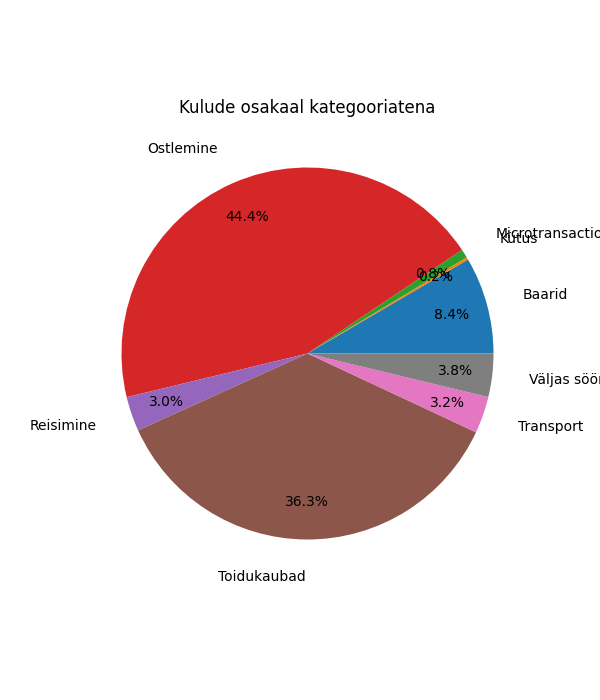 Kulude osakaal kategooriatena
Ostlemine
44.4%
Microtransactio
Kütus
0.8%
0.2%
Baarid
8.4%
3.8%
Väljas söön
3.0%
3.2%
Reisimine
Transport
36.3%
Toidukaubad